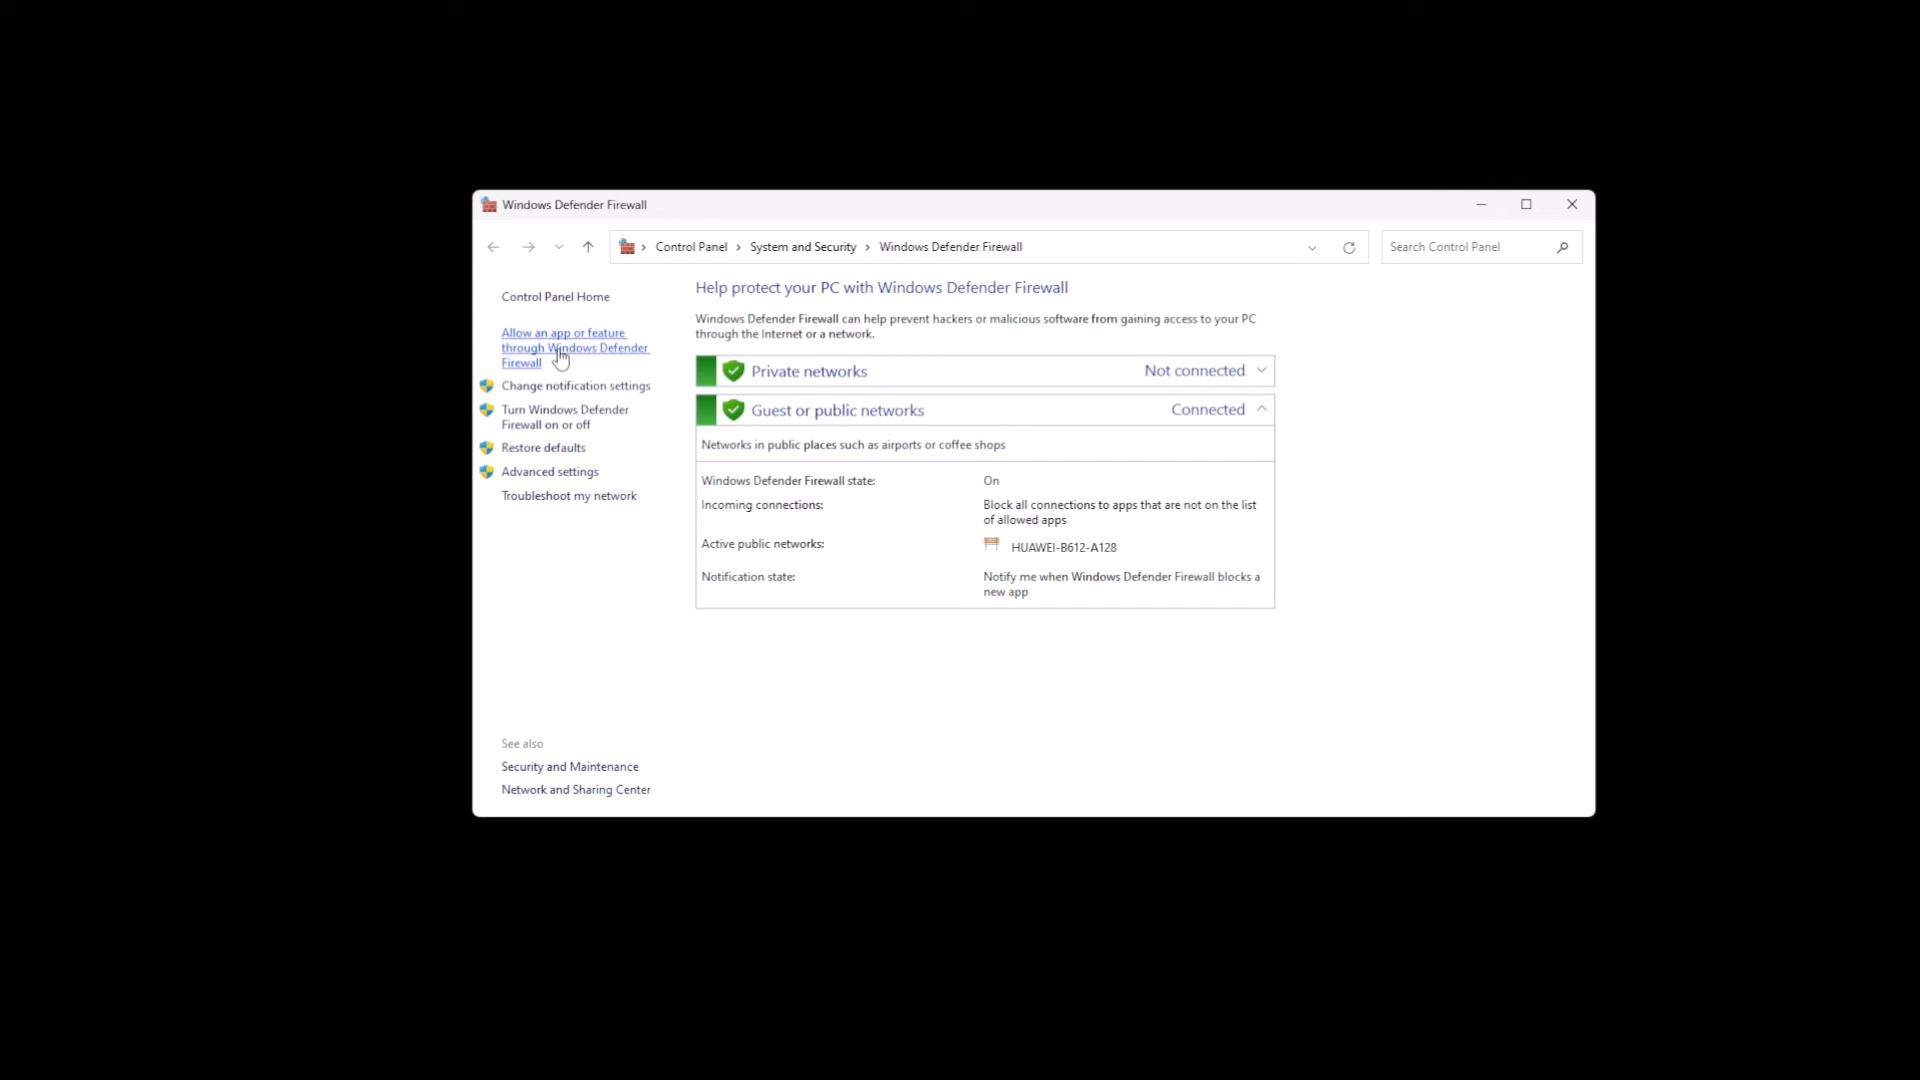 Windows Defender Firewall
Control Panel › System and Security › Windows Defender Firewall
Search Control Panel
Control Panel Home
Allow an app or feature
through Windows Defender
Firewall
Change notification settings
Turn Windows Defender
Firewall on or off
Restore defaults
Advanced settings
Troubleshoot my network
See also
Security and Maintenance
Network and Sharing Center
Help protect your PC with Windows Defender Firewall
Windows Defender Firewall can help prevent hackers or malicious software from gaining access to your PC
through the Internet or a network.
Private networks Not connected
Guest or public networks Connected
Networks in public places such as airports or coffee shops
Windows Defender Firewall state: On
Incoming connections: Block all connections to apps that are not on the list
of allowed apps
Active public networks: HUAWEI-B612-A128
Notification state: Notify me when Windows Defender Firewall blocks a
new app